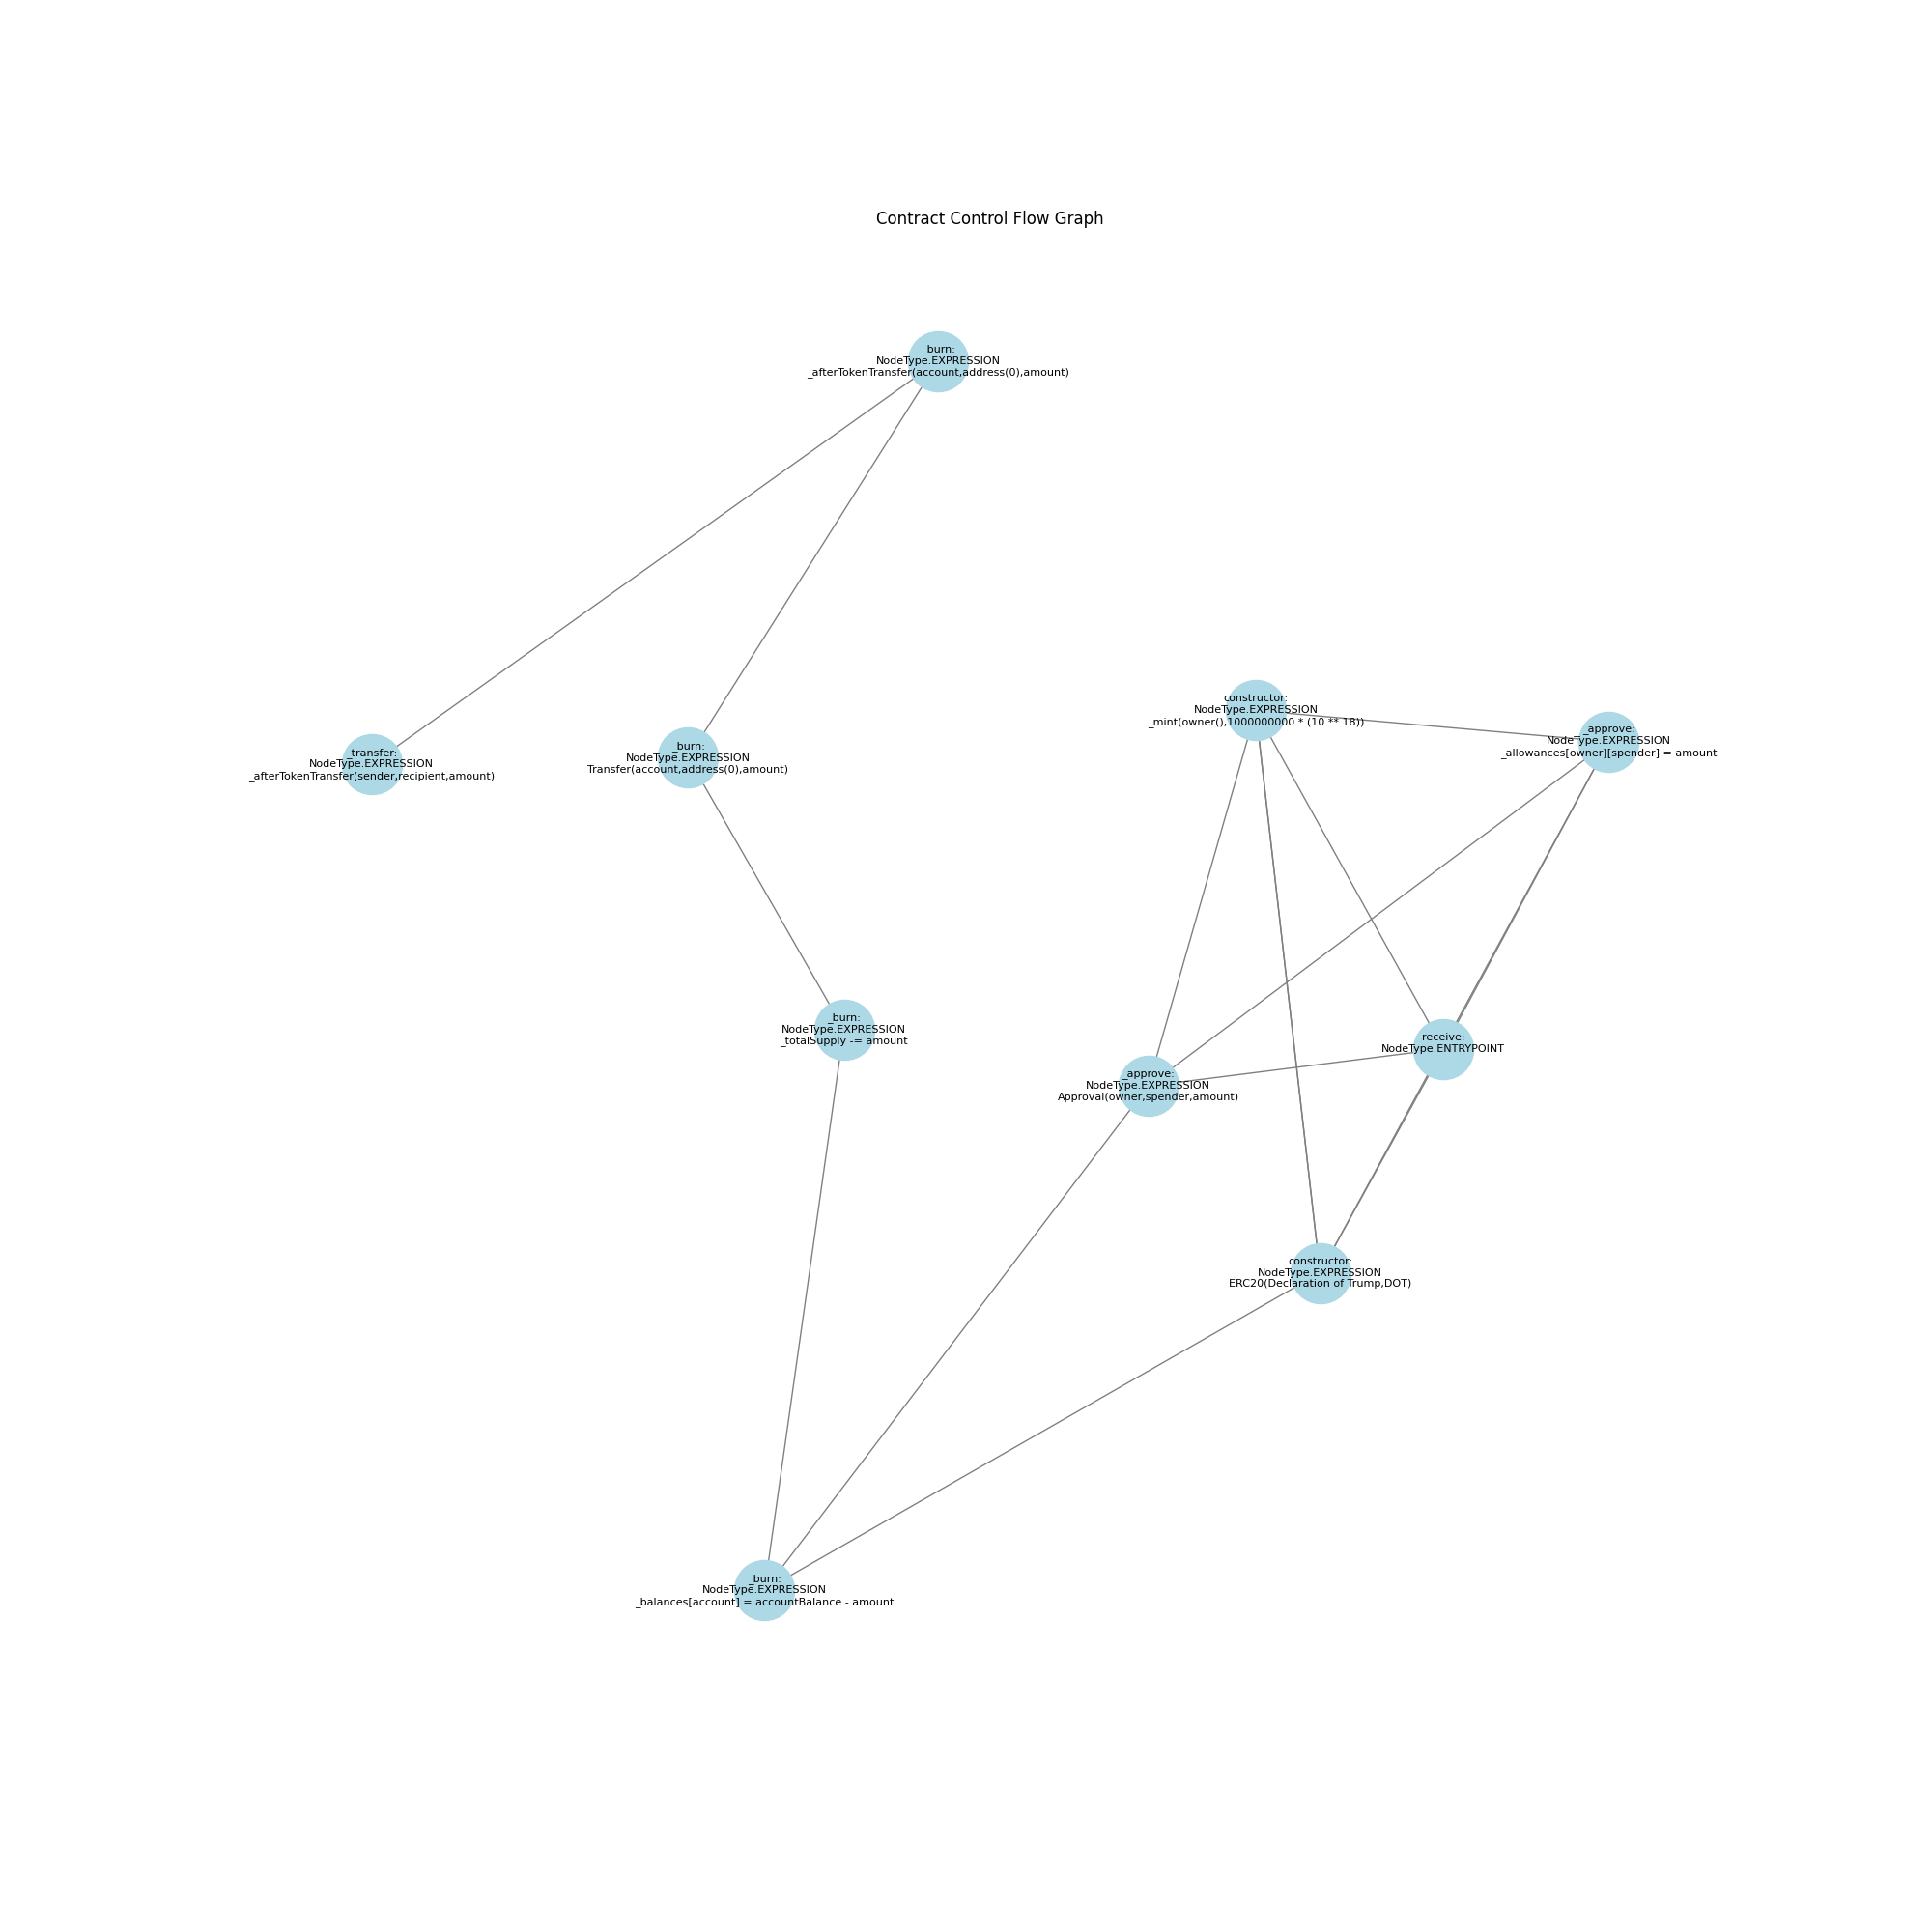 Contract Control Flow Graph
_burn:
NodeType.EXPRESSION
_afterTokenTransfer(account,address(0),amount)
constructor:
NodeType.EXPRESSION
_mint(owner(),1000000000 * (10 ** 18))
_approve:
NodeType.EXPRESSION
_allowances[owner][spender] = amount
_transfer:
NodeType.EXPRESSION
_afterTokenTransfer(sender,recipient,amount)
_burn:
NodeType.EXPRESSION
Transfer(account,address(0),amount)
_burn:
NodeType.EXPRESSION
_totalSupply -= amount
receive:
NodeType.ENTRYPOINT
_approve:
NodeType.EXPRESSION
Approval(owner,spender,amount)
constructor:
NodeType.EXPRESSION
ERC20(Declaration of Trump,DOT)
_burn:
NodeType.EXPRESSION
_balances[account] = accountBalance - amount